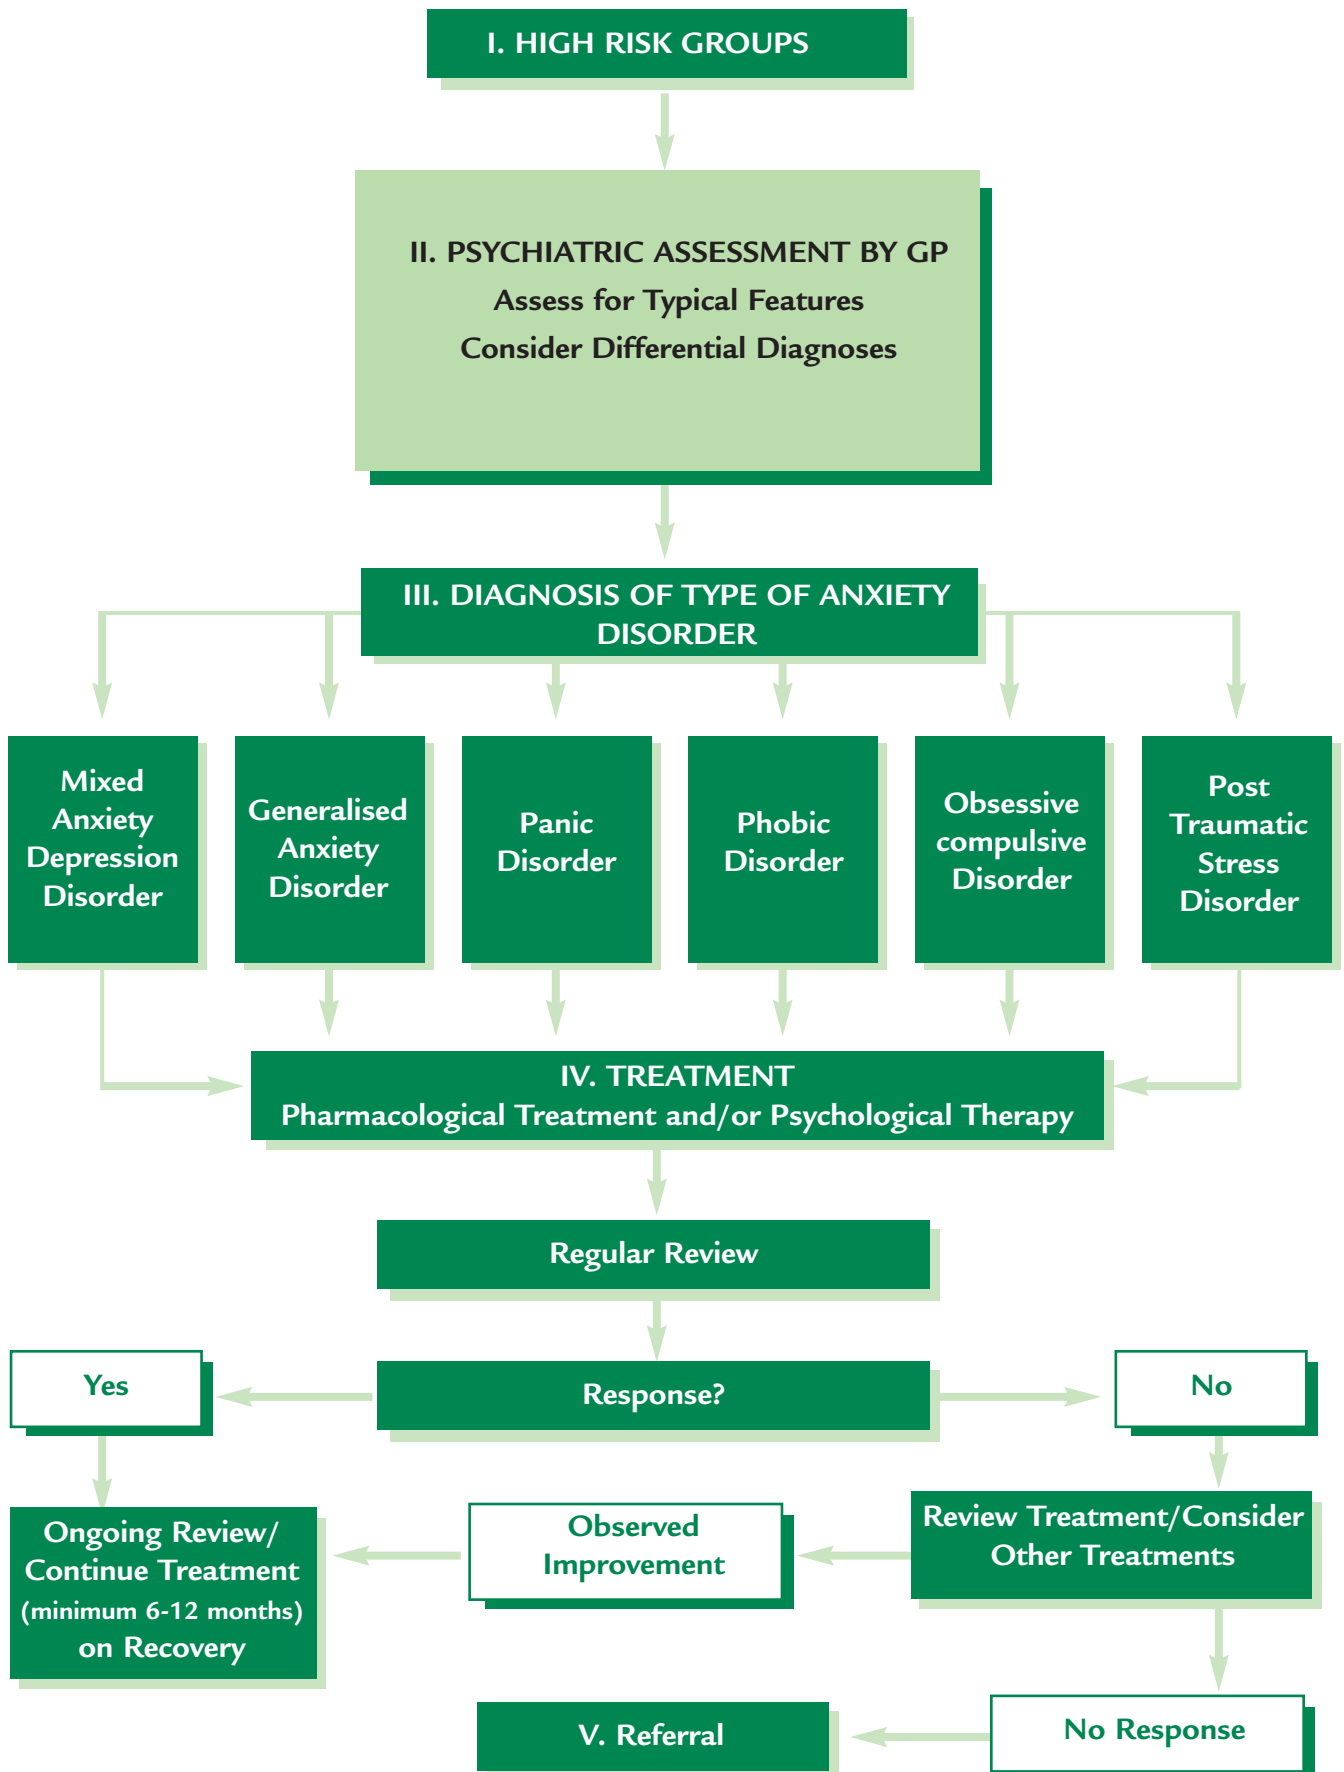 I. HIGH RISK GROUPS
II. PSYCHIATRIC ASSESSMENT BY GP
Assess for Typical Features
Consider Differential Diagnoses
III. DIAGNOSIS OF TYPE OF ANXIETY
DISORDER
Mixed
Anxiety
Depression
Disorder
Generalised
Anxiety
Disorder
Panic
Disorder
Phobic
Disorder
Obsessive
compulsive
Disorder
Post
Traumatic
Stress
Disorder
IV. TREATMENT
Pharmacological Treatment and/or Psychological Therapy
Regular Review
Yes
Response?
No
Ongoing Review/
Continue Treatment
(minimum 6-12 months)
on Recovery
Observed
Improvement
Review Treatment/Consider
Other Treatments
V. Referral
No Response